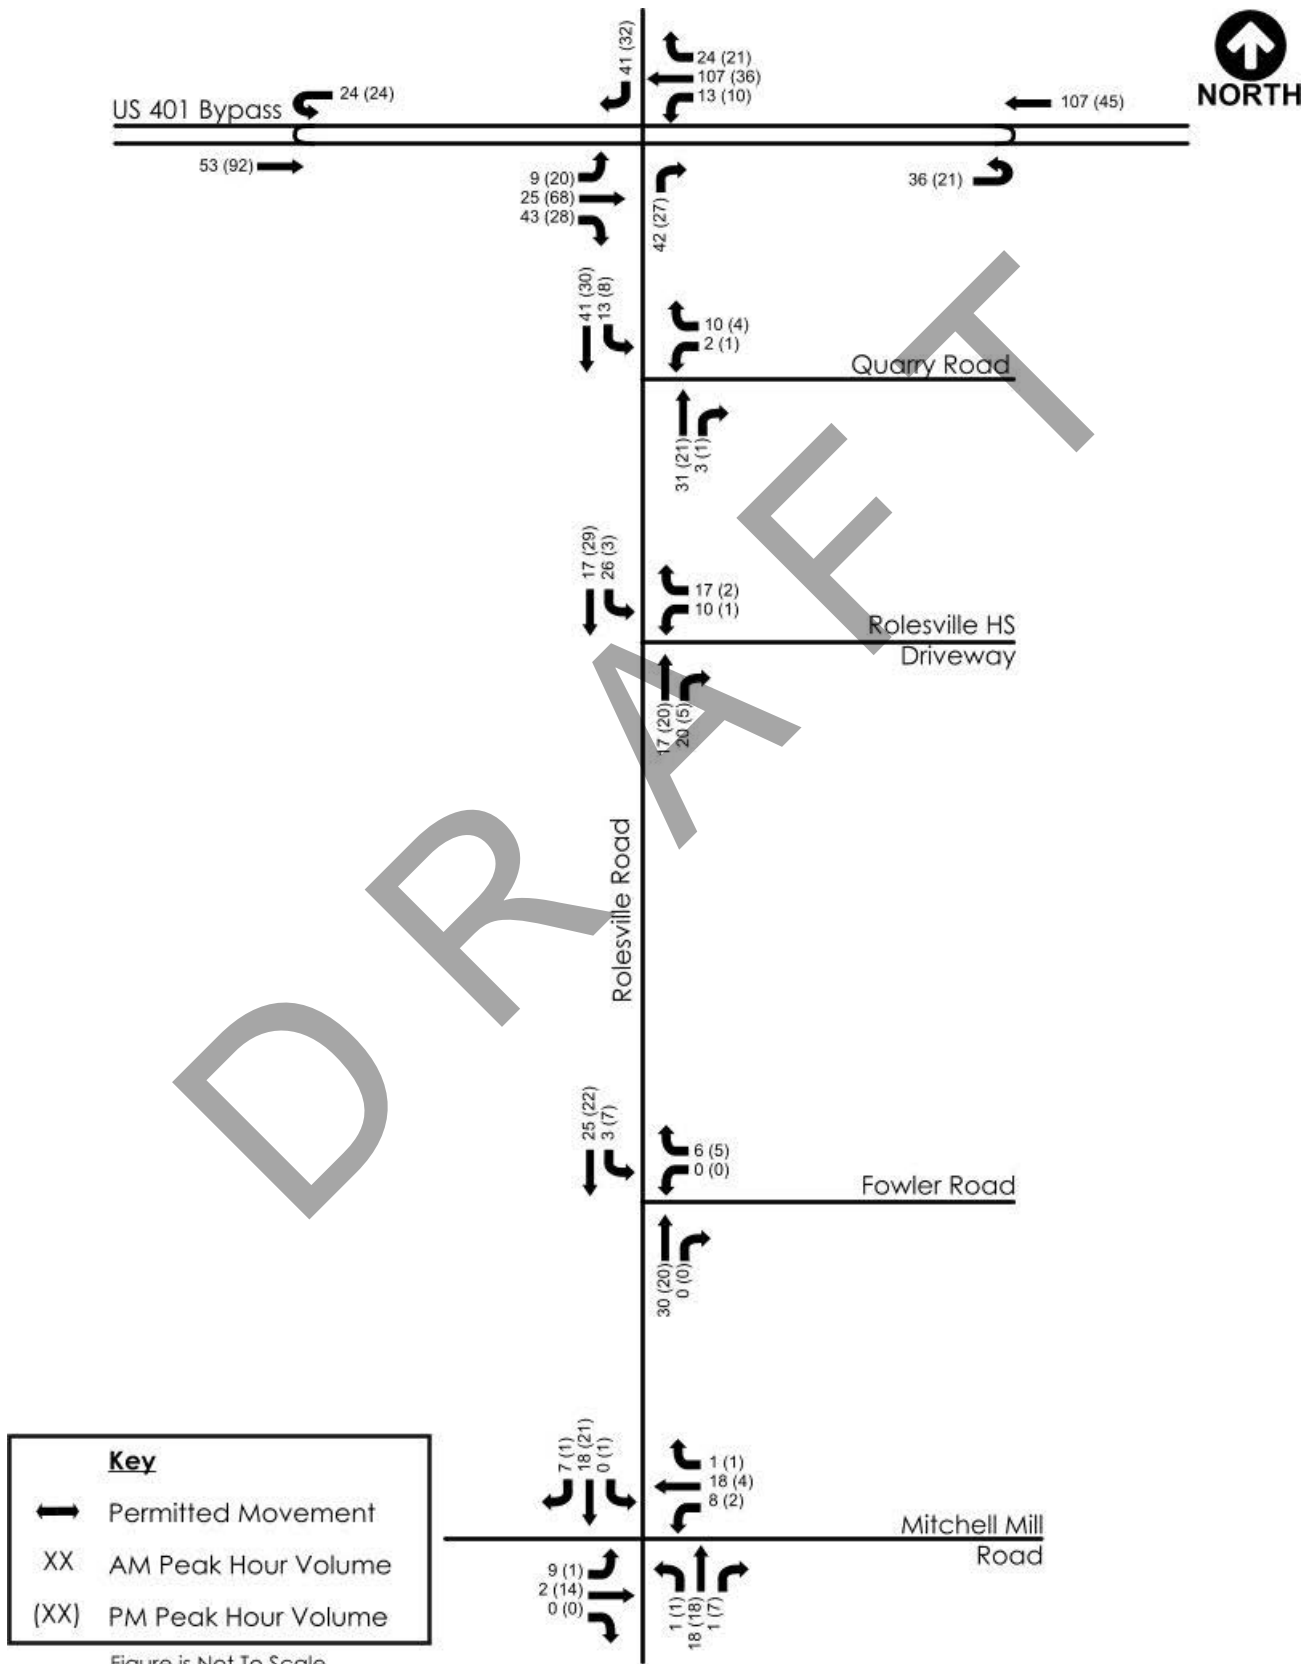 41 (32)
24 (21)
107 (36)
13 (10)
NORTH
US 401 Bypass
24 (24)
107 (45)
53 (92)
9 (20)
25 (68)
43 (28)
42 (27)
36 (21)
41 (30)
13 (8)
10 (4)
2 (1)
Quarry Road
31 (21)
3 (1)
17 (29)
26 (3)
17 (2)
10 (1)
Rolesville HS
Driveway
17 (20)
20 (5)
Rolesville Road
DRAFT
25 (22)
3 (7)
6 (5)
0 (0)
Fowler Road
30 (20)
0 (0)
7 (1)
18 (21)
0 (1)
1 (1)
18 (4)
8 (2)
Mitchell Mill
Road
9 (1)
2 (14)
0 (0)
1 (1)
18 (18)
1 (7)
Key
Permitted Movement
XX AM Peak Hour Volume
(XX) PM Peak Hour Volume
Figure is Not To Scale